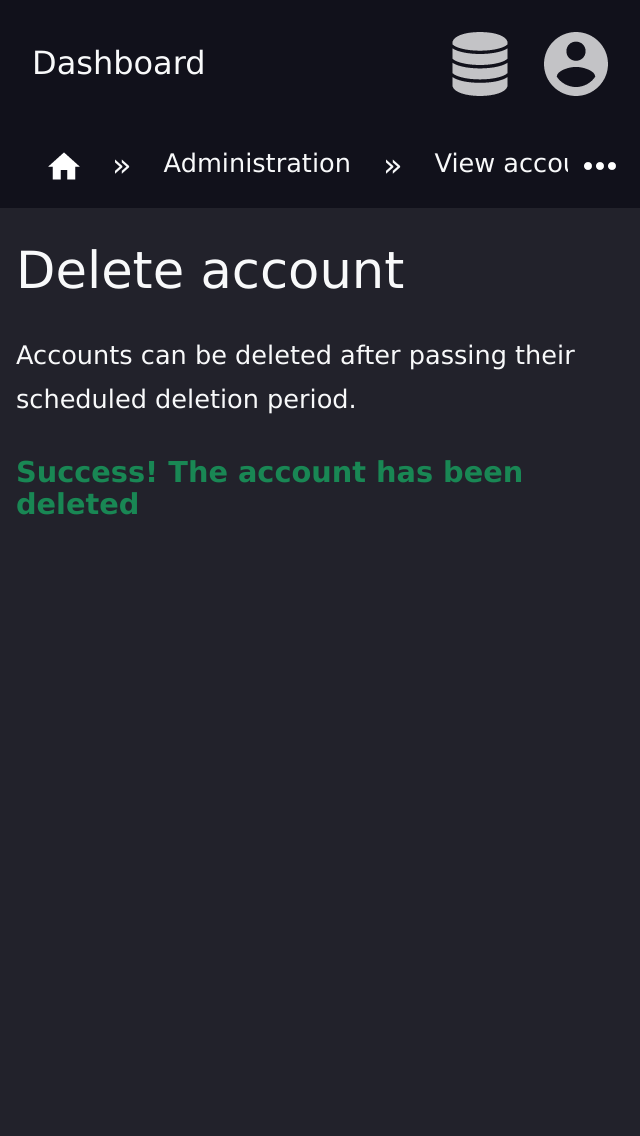 Dashboard
» Administration » View accou
Delete account
Accounts can be deleted after passing their
scheduled deletion period.
Success! The account has been
deleted